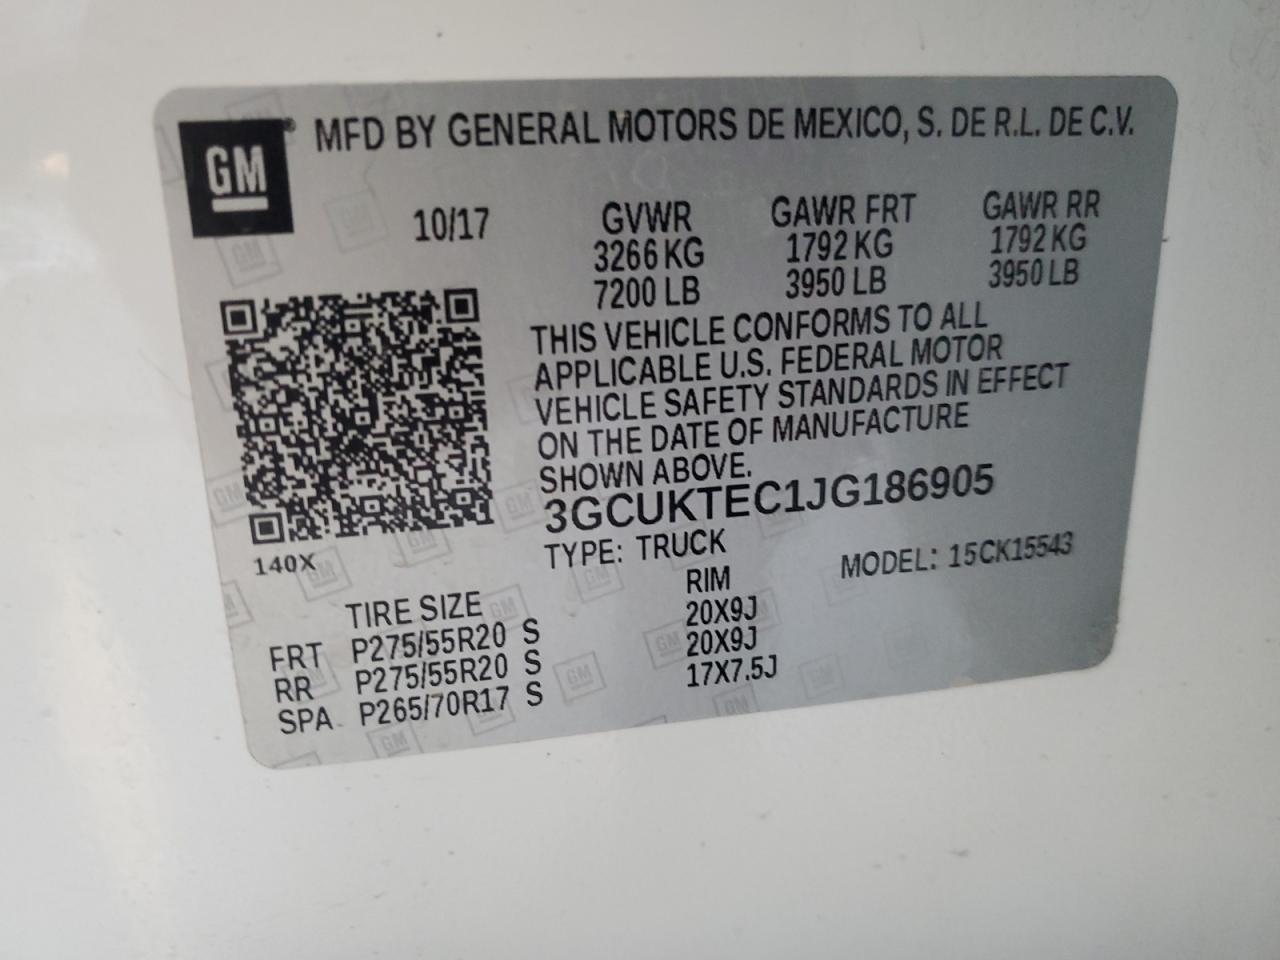 GM® MFD BY GENERAL MOTORS DE MEXICO, S. DE R.L. DE C.V.
10/17 GVWR GAWR FRT GAWR RR
3266 KG 1792 KG 1792 KG
7200 LB 3950 LB 3950 LB
THIS VEHICLE CONFORMS TO ALL
APPLICABLE U.S. FEDERAL MOTOR
VEHICLE SAFETY STANDARDS IN EFFECT
ON THE DATE OF MANUFACTURE
SHOWN ABOVE.
3GCUKTEC1JG186905
140X
TYPE: TRUCK MODEL: 15CK15543
TIRE SIZE RIM
FRT P275/55R20 S 20X9J
RR P275/55R20 S 20X9J
SPA P265/70R17 S 17X7.5J